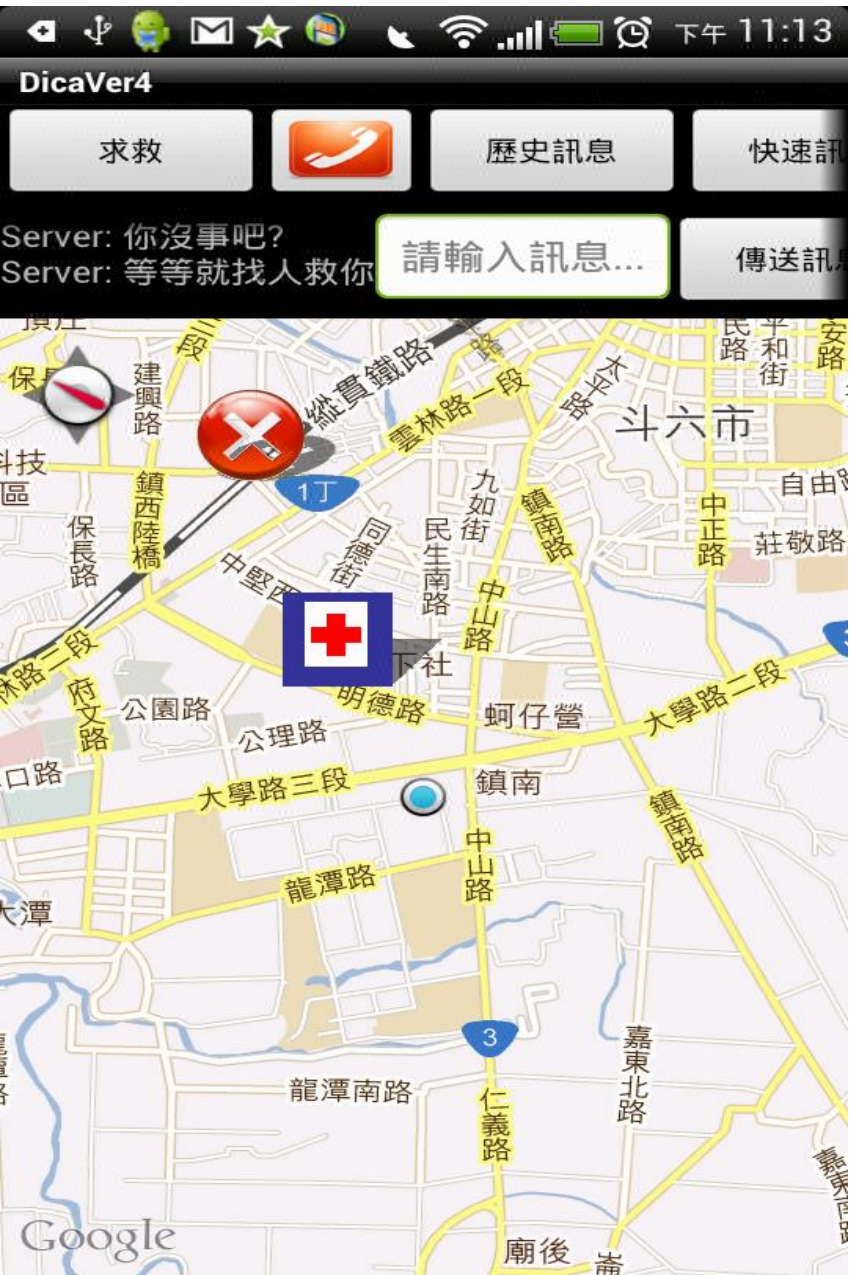 下午 11:13
DicaVer4
求救
歷史訊息
快速訊
Server: 你沒事吧?
Server: 等等就找人救你
請輸入訊息...
傳送訊
三段
建興路
縱貫鐵路
雲林路一段
太平路
民路
平和街
安路
斗六市
科技
區
1丁
九如街
自由路
鎮西陸橋
保長路
同德街
民生南路
鎮南路
中正路
莊敬路
中堅西
中山路
3
林路二段
府文路
下社
公園路
明德路
蚵仔營
大學路二段
公理路
口路
大學路三段
鎮南
鎮南路
中山路
龍潭路
大潭
3
嘉東北路
龍潭南路
仁義路
嘉東南路
Google
廟後
崙